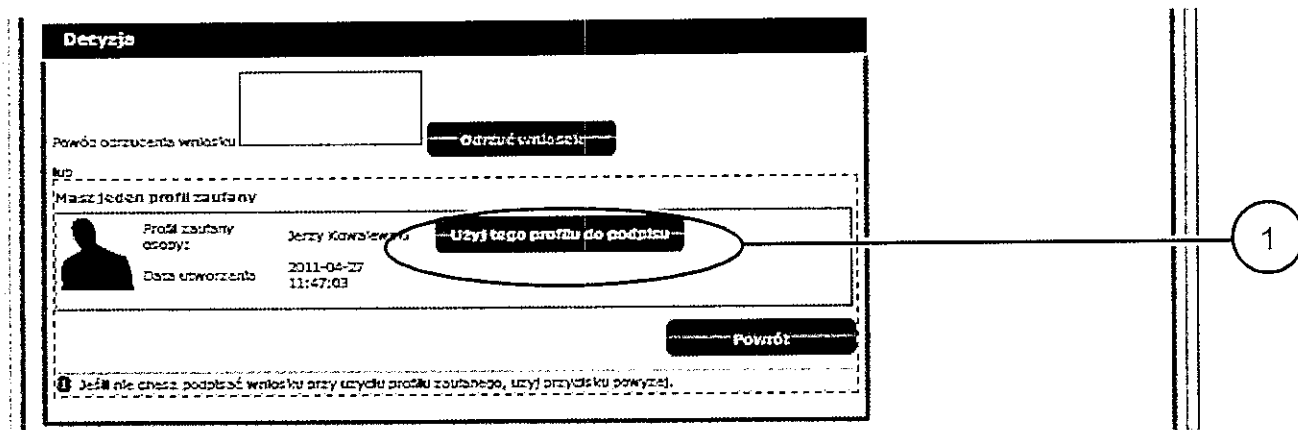 Decyzja
Powód odrzucenia wniosku
Odrzuć wniosek
lub
Masz jeden profil zaufany
Profil zaufany
osoby:
Jerzy Kowalewski
Użyj tego profilu do podpisu
1
Data utworzenia
2011-04-27
11:47:03
Powrót
Jeśli nie chcesz podpisać wniosku przy użyciu profilu zaufanego, użyj przycisku powyżej.